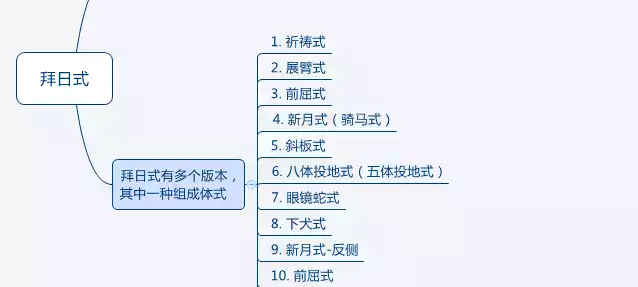 拜日式
拜日式有多个版本，
其中一种组成体式
1. 祈祷式
2. 展臂式
3. 前屈式
4. 新月式（骑马式）
5. 斜板式
6. 八体投地式（五体投地式）
7. 眼镜蛇式
8. 下犬式
9. 新月式-反侧
10. 前屈式